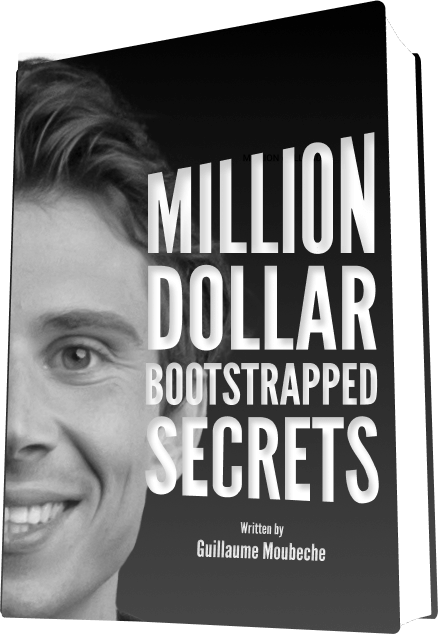 MILLION
DOLLAR
BOOTSTRAPPED
SECRETS
Written by
Guillaume Moubeche